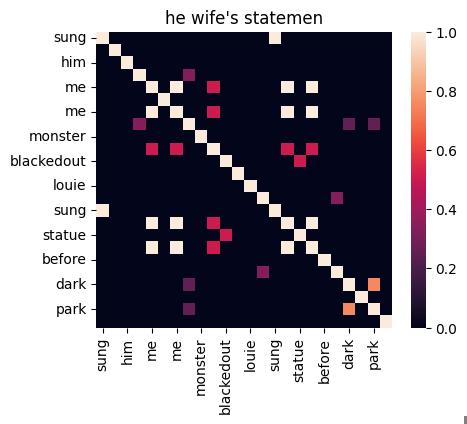 he wife's statemen
sung
him
me
me
monster
blackedout
louie
sung
statue
before
dark
park
1.0
0.8
0.6
0.4
0.2
0.0
sung
him
me
me
monster
blackedout
louie
sung
statue
before
dark
park